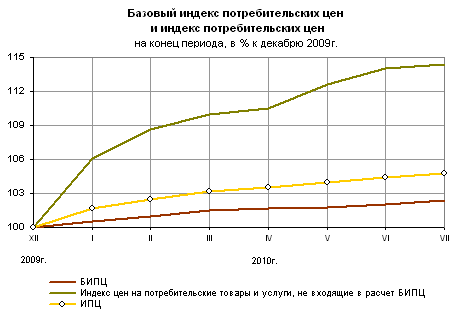 Базовый индекс потребительских цен
и индекс потребительских цен
на конец периода, в % к декабрю 2009г.
115
112
109
106
103
100
XII I II III IV V VI VII
2009г. 2010г.
БИПЦ
Индекс цен на потребительские товары и услуги, не входящие в расчет БИПЦ
ИПЦ